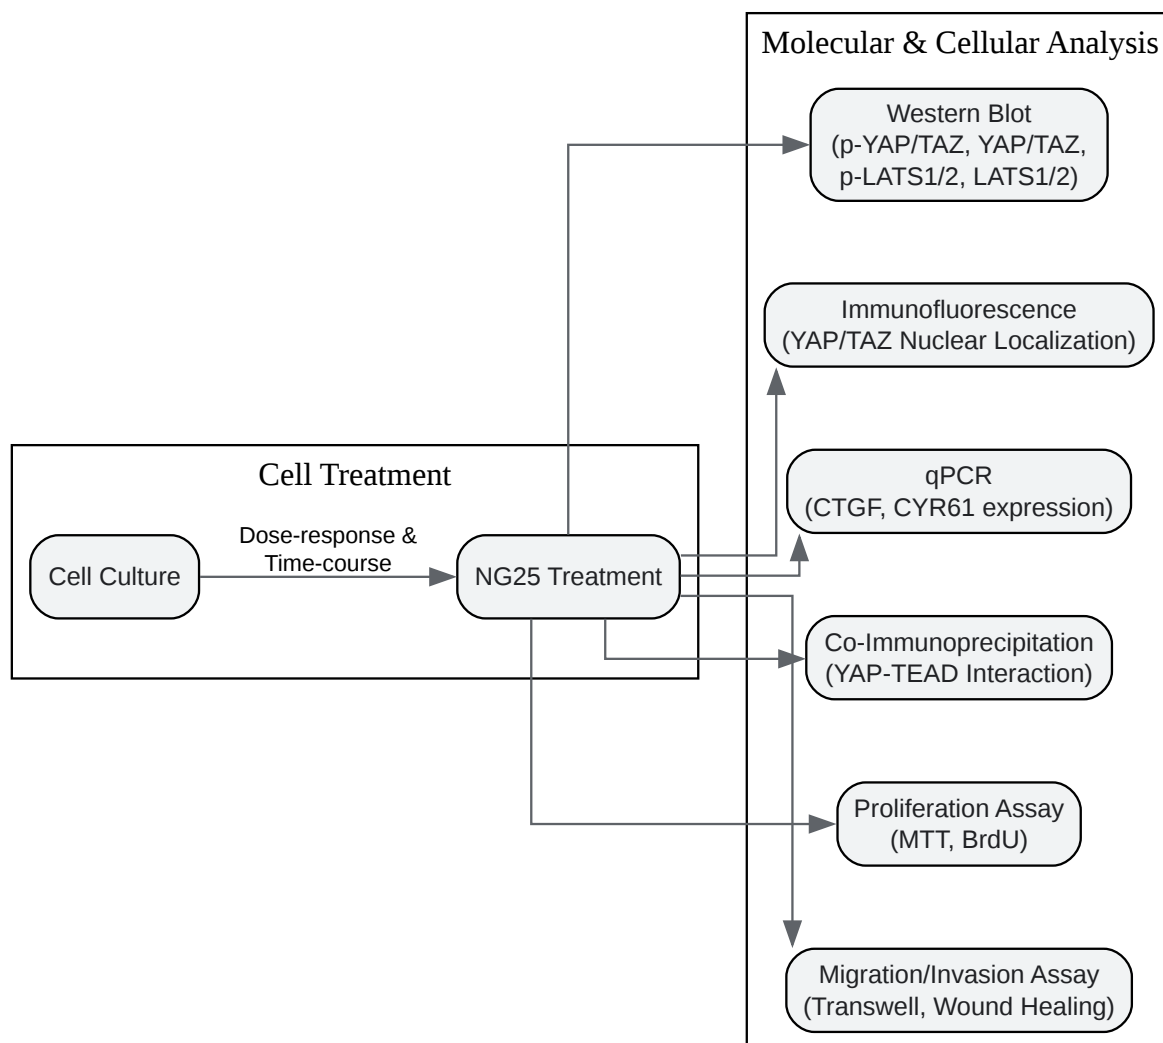 Molecular & Cellular Analysis
Western Blot
(p-YAP/TAZ, YAP/TAZ,
p-LATS1/2, LATS1/2)
Immunofluorescence
(YAP/TAZ Nuclear Localization)
Cell Treatment
qPCR
(CTGF, CYR61 expression)
Dose-response &
Time-course
Cell Culture
NG25 Treatment
Co-Immunoprecipitation
(YAP-TEAD Interaction)
Proliferation Assay
(MTT, BrdU)
Migration/Invasion Assay
(Transwell, Wound Healing)